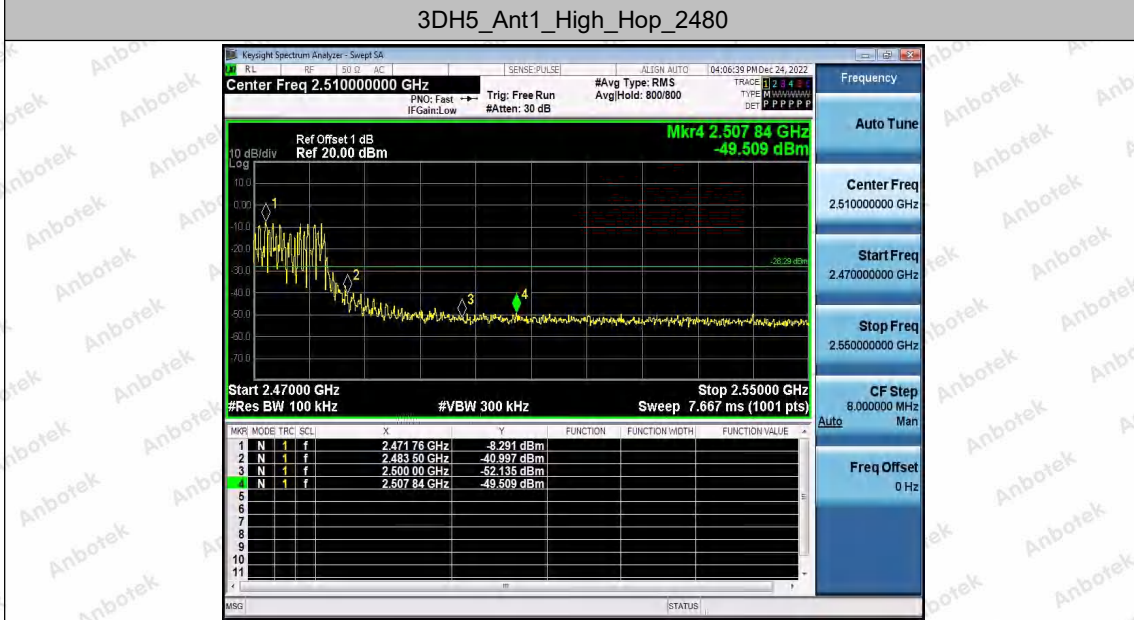 3DH5_Ant1_High_Hop_2480
Keysight Spectrum Analyzer - Swept SA
RL RF 50 Ω AC SENSE:PULSE ALIGN AUTO 04:06:39 PM Dec 24, 2022
Center Freq 2.510000000 GHz
PNO: Fast
IFGain:Low
Trig: Free Run
#Atten: 30 dB
#Avg Type: RMS
Avg|Hold: 800/800
TRACE 1 2 3 4 5 6
TYPE M WWWWW
DET P P P P P P
Mkr4 2.507 84 GHz
-49.509 dBm
Ref Offset 1 dB
10 dB/div Ref 20.00 dBm
Log
10.0
0.00
-10.0
-20.0
-30.0
-40.0
-50.0
-60.0
-70.0
1
2
3
4
-28.29 dBm
Start 2.47000 GHz Stop 2.55000 GHz
#Res BW 100 kHz #VBW 300 kHz Sweep 7.667 ms (1001 pts)
MKR MODE TRC SCL X Y FUNCTION FUNCTION WIDTH FUNCTION VALUE
1 N 1 f 2.471 76 GHz -8.291 dBm
2 N 1 f 2.483 50 GHz -40.997 dBm
3 N 1 f 2.500 00 GHz -52.135 dBm
4 N 1 f 2.507 84 GHz -49.509 dBm
5
6
7
8
9
10
11
MSG STATUS
Frequency
Auto Tune
Center Freq
2.510000000 GHz
Start Freq
2.470000000 GHz
Stop Freq
2.550000000 GHz
CF Step
8.000000 MHz
Auto Man
Freq Offset
0 Hz
Anbotek